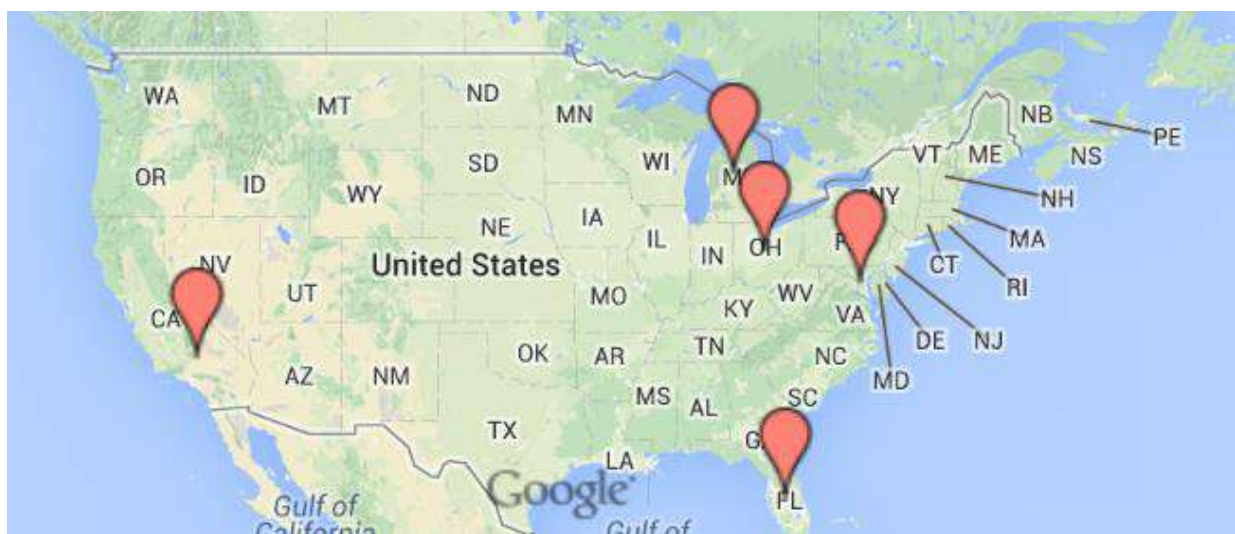 WA
MT
ND
MN
NB
PE
OR
ID
SD
WI
M
VT
ME
NS
WY
NY
NH
IA
NE
IL
IN
OH
P
MA
CT
RI
NV
United States
UT
CA
MO
KY
WV
VA
DE
NJ
OK
AR
TN
NC
MD
AZ
NM
MS
AL
SC
TX
G
LA
FL
Google
Gulf of
California
Gulf of